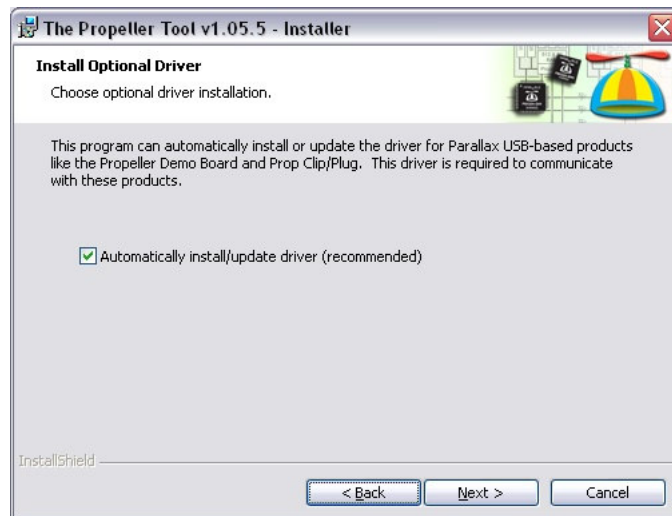 The Propeller Tool v1.05.5 - Installer
Install Optional Driver
Choose optional driver installation.
This program can automatically install or update the driver for Parallax USB-based products
like the Propeller Demo Board and Prop Clip/Plug.  This driver is required to communicate
with these products.
Automatically install/update driver (recommended)
InstallShield
< Back
Next >
Cancel